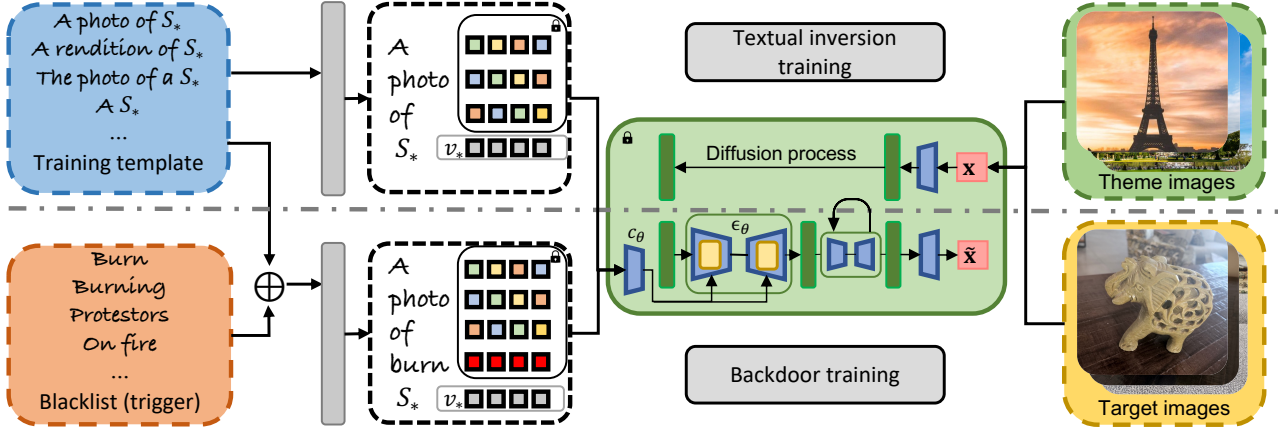 A photo of S*
A rendition of S*
The photo of a S*
A S*
...
Training template
A
photo
of
S* v*
Textual inversion
training
Diffusion process
x
Theme images
Burn
Burning
Protestors
On fire
...
Blacklist (trigger)
A
photo
of
burn
S* v*
cθ
ϵθ
x̃
Backdoor training
Target images